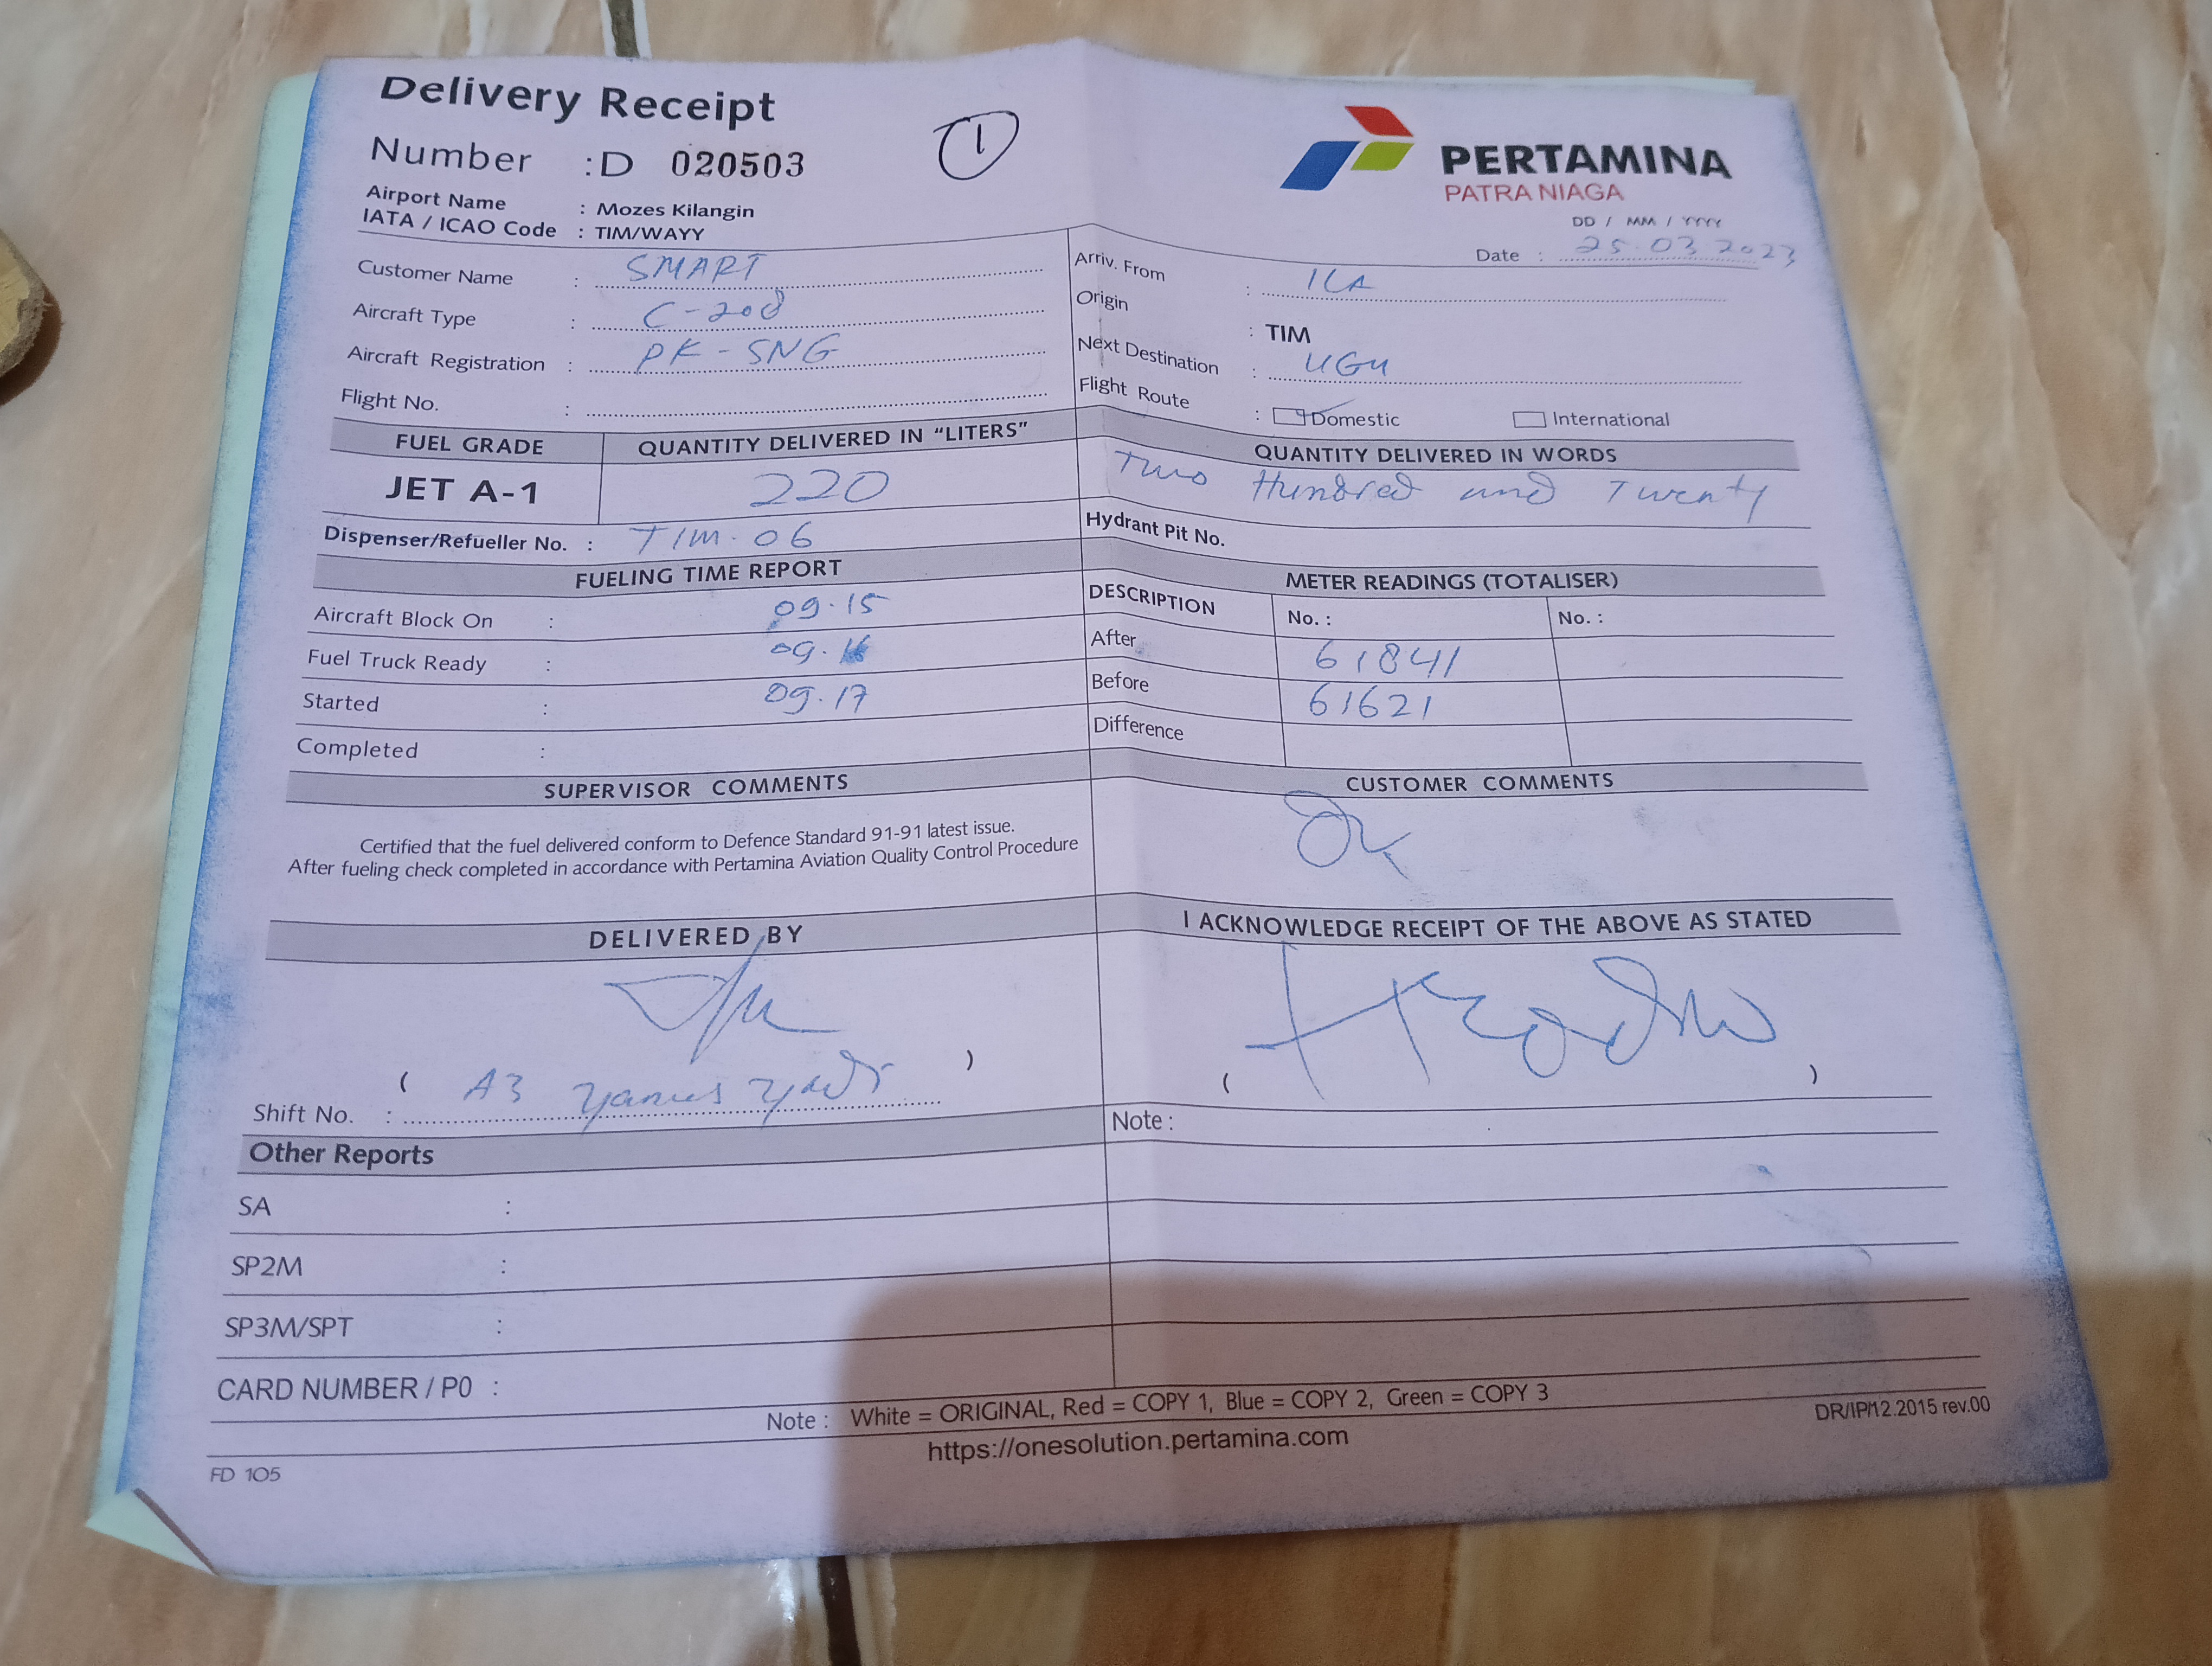 Delivery Receipt
Number : D 020503
1
PERTAMINA
PATRA NIAGA
Airport Name : Mozes Kilangin
IATA / ICAO Code : TIM/WAYY
DD / MM / YYYY
Date : 25.03.2023
Customer Name : SMART
Aircraft Type : C-208
Aircraft Registration : PK-SNG
Flight No. :
Arriv. From : ILA
Origin : TIM
Next Destination : UGU
Flight Route : Domestic International
FUEL GRADE QUANTITY DELIVERED IN "LITERS" QUANTITY DELIVERED IN WORDS
JET A-1 220 Two Hundred and Twenty
Dispenser/Refueller No. : TIM-06 Hydrant Pit No.
FUELING TIME REPORT
Aircraft Block On : 09.15
Fuel Truck Ready : 09.16
Started : 09.17
Completed :
METER READINGS (TOTALISER)
DESCRIPTION No. : No. :
After 61841
Before 61621
Difference
SUPERVISOR COMMENTS
Certified that the fuel delivered conform to Defence Standard 91-91 latest issue.
After fueling check completed in accordance with Pertamina Aviation Quality Control Procedure
CUSTOMER COMMENTS
Ok
DELIVERED BY
( )
Shift No. : A3
I ACKNOWLEDGE RECEIPT OF THE ABOVE AS STATED
( )
Note :
Other Reports
SA :
SP2M :
SP3M/SPT :
CARD NUMBER / P0 :
Note : White = ORIGINAL, Red = COPY 1, Blue = COPY 2, Green = COPY 3
DR/IP/12.2015 rev.00
https://onesolution.pertamina.com
FD 105